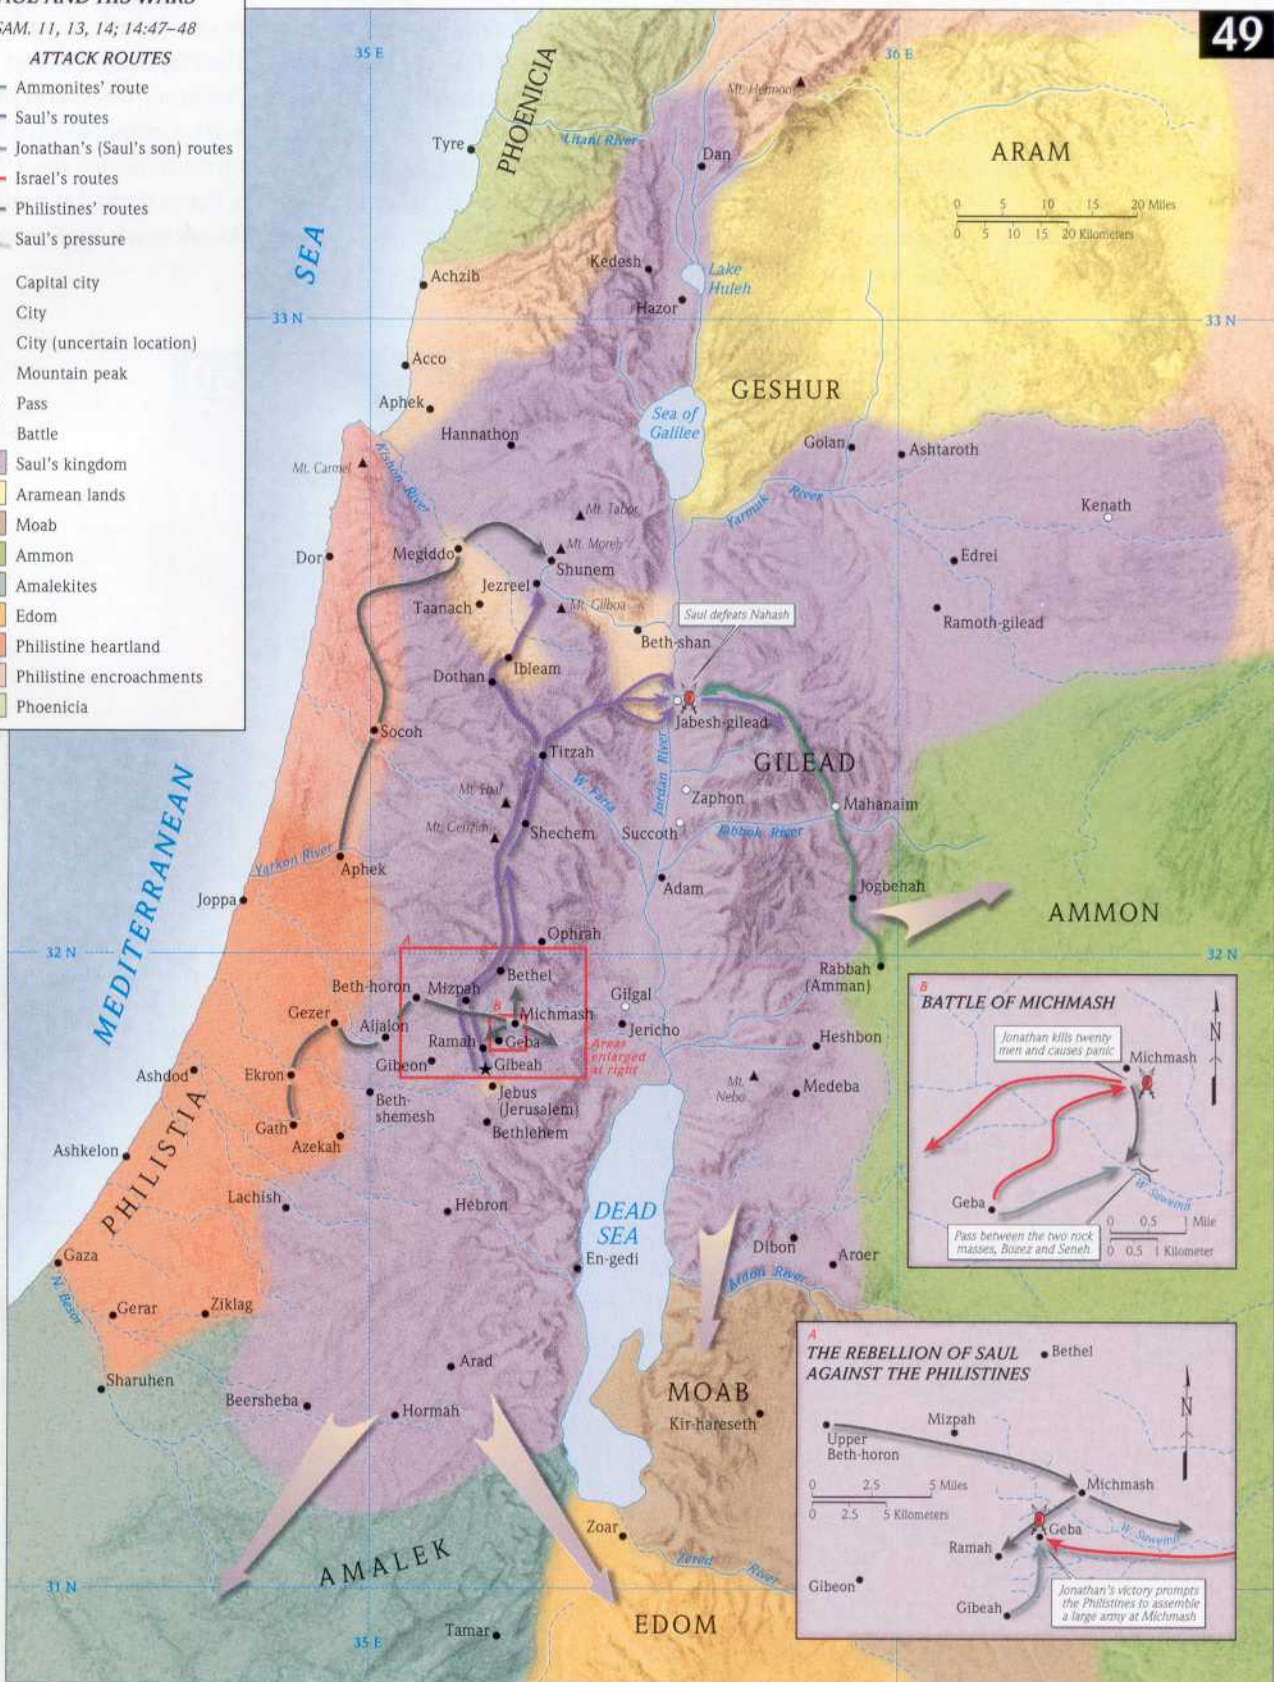 AND HIS WARS
SAM. 11, 13, 14; 14:47–48
ATTACK ROUTES
Ammonites' route
Saul's routes
Jonathan's (Saul's son) routes
Israel's routes
Philistines' routes
Saul's pressure
Capital city
City
City (uncertain location)
Mountain peak
Pass
Battle
Saul's kingdom
Aramean lands
Moab
Ammon
Amalekites
Edom
Philistine heartland
Philistine encroachments
Phoenicia
49
35 E
36 E
PHOENICIA
Mt. Hermon
Litani River
Tyre
Dan
ARAM
0 5 10 15 20 Miles
0 5 10 15 20 Kilometers
MEDITERRANEAN SEA
Kedesh
Lake
Huleh
Achzib
Hazor
33 N
33 N
Acco
GESHUR
Aphek
Sea of
Galilee
Hannathon
Golan
Ashtaroth
Mt. Carmel
Kishon River
Yarmuk River
Kenath
Mt. Tabor
Dor
Megiddo
Mt. Moreh
Shunem
Edrei
Jezreel
Taanach
Mt. Gilboa
Saul defeats Nahash
Ramoth-gilead
Beth-shan
Ibleam
Dothan
Jabesh-gilead
Socoh
Jordan River
Tirzah
GILEAD
W. Faria
Zaphon
Mt. Ebal
Mahanaim
Mt. Gerizim
Shechem
Succoth
Jabbok River
Yarkon River
Aphek
Adam
Jogbehah
Joppa
AMMON
Ophrah
32 N
A
32 N
Bethel
Rabbah
(Amman)
Beth-horon
Mizpah
B
Gilgal
Gezer
Michmash
Aijalon
Jericho
Ramah
Geba
Areas
enlarged
at right
Heshbon
Gibeon
Gibeah
Ashdod
Ekron
Mt.
Nebo
Medeba
Jebus
(Jerusalem)
Beth-
shemesh
Gath
Bethlehem
Azekah
Ashkelon
PHILISTIA
Lachish
Hebron
DEAD
SEA
Dibon
Aroer
Gaza
En-gedi
Arnon River
N. Besor
Gerar
Ziklag
Arad
Sharuhen
MOAB
Beersheba
Hormah
Kir-hareseth
Zoar
AMALEK
Zered River
31 N
EDOM
Tamar
35 E
B
BATTLE OF MICHMASH
Jonathan kills twenty
men and causes panic
N
Michmash
W. Suweinit
Geba
0 0.5 1 Mile
0 0.5 1 Kilometer
Pass between the two rock
masses, Bozez and Seneh
A
THE REBELLION OF SAUL
AGAINST THE PHILISTINES
Bethel
N
Mizpah
Upper
Beth-horon
0 2.5 5 Miles
0 2.5 5 Kilometers
Michmash
Geba
W. Suweinit
Ramah
Gibeon
Gibeah
Jonathan's victory prompts
the Philistines to assemble
a large army at Michmash